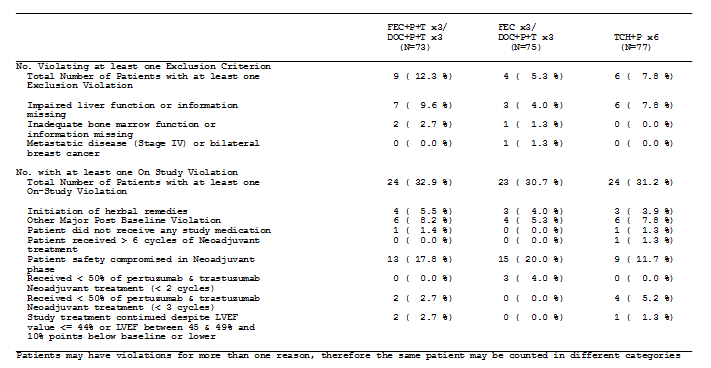 FEC+P+T x3/ FEC x3/
DOC+P+T x3 DOC+P+T x3 TCH+P x6
(N=73) (N=75) (N=77)
No. Violating at least one Exclusion Criterion
Total Number of Patients with at least one 9 ( 12.3 %) 4 ( 5.3 %) 6 ( 7.8 %)
Exclusion Violation
Impaired liver function or information 7 ( 9.6 %) 3 ( 4.0 %) 6 ( 7.8 %)
missing
Inadequate bone marrow function or 2 ( 2.7 %) 1 ( 1.3 %) 0 ( 0.0 %)
information missing
Metastatic disease (Stage IV) or bilateral 0 ( 0.0 %) 1 ( 1.3 %) 0 ( 0.0 %)
breast cancer
No. with at least one On Study Violation
Total Number of Patients with at least one 24 ( 32.9 %) 23 ( 30.7 %) 24 ( 31.2 %)
On-Study Violation
Initiation of herbal remedies 4 ( 5.5 %) 3 ( 4.0 %) 3 ( 3.9 %)
Other Major Post Baseline Violation 6 ( 8.2 %) 4 ( 5.3 %) 6 ( 7.8 %)
Patient did not receive any study medication 1 ( 1.4 %) 0 ( 0.0 %) 1 ( 1.3 %)
Patient received > 6 cycles of Neoadjuvant 0 ( 0.0 %) 0 ( 0.0 %) 1 ( 1.3 %)
treatment
Patient safety compromised in Neoadjuvant 13 ( 17.8 %) 15 ( 20.0 %) 9 ( 11.7 %)
phase
Received < 50% of pertuzumab & trastuzumab 0 ( 0.0 %) 3 ( 4.0 %) 0 ( 0.0 %)
Neoadjuvant treatment (< 2 cycles)
Received < 50% of pertuzumab & trastuzumab 2 ( 2.7 %) 0 ( 0.0 %) 4 ( 5.2 %)
Neoadjuvant treatment (< 3 cycles)
Study treatment continued despite LVEF 2 ( 2.7 %) 0 ( 0.0 %) 1 ( 1.3 %)
value <= 44% or LVEF between 45 & 49% and
10% points below baseline or lower
Patients may have violations for more than one reason, therefore the same patient may be counted in different categories